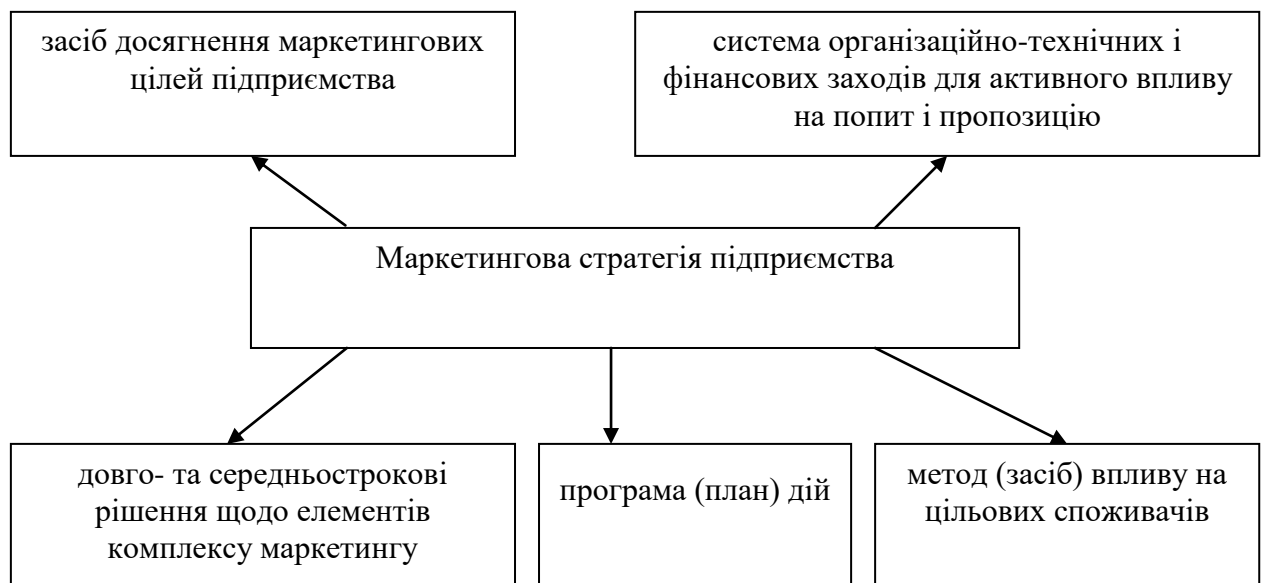 засіб досягнення маркетингових
цілей підприємства
система організаційно-технічних і
фінансових заходів для активного впливу
на попит і пропозицію
Маркетингова стратегія підприємства
довго- та середньострокові
рішення щодо елементів
комплексу маркетингу
програма (план) дій
метод (засіб) впливу на
цільових споживачів